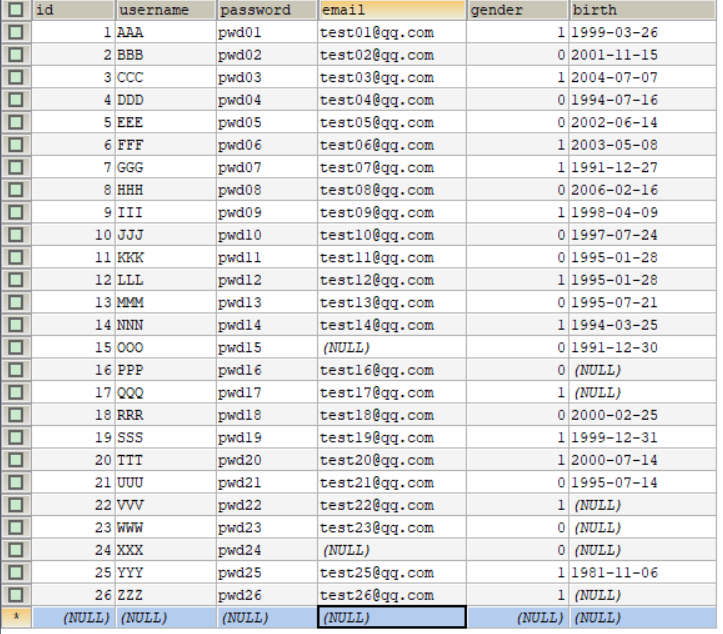 id username password email gender birth
1 AAA pwd01 test01@qq.com 1 1999-03-26
2 BBB pwd02 test02@qq.com 0 2001-11-15
3 CCC pwd03 test03@qq.com 1 2004-07-07
4 DDD pwd04 test04@qq.com 0 1994-07-16
5 EEE pwd05 test05@qq.com 0 2002-06-14
6 FFF pwd06 test06@qq.com 1 2003-05-08
7 GGG pwd07 test07@qq.com 1 1991-12-27
8 HHH pwd08 test08@qq.com 0 2006-02-16
9 III pwd09 test09@qq.com 1 1998-04-09
10 JJJ pwd10 test10@qq.com 0 1997-07-24
11 KKK pwd11 test11@qq.com 0 1995-01-28
12 LLL pwd12 test12@qq.com 1 1995-01-28
13 MMM pwd13 test13@qq.com 0 1995-07-21
14 NNN pwd14 test14@qq.com 1 1994-03-25
15 OOO pwd15 (NULL) 0 1991-12-30
16 PPP pwd16 test16@qq.com 0 (NULL)
17 QQQ pwd17 test17@qq.com 1 (NULL)
18 RRR pwd18 test18@qq.com 0 2000-02-25
19 SSS pwd19 test19@qq.com 1 1999-12-31
20 TTT pwd20 test20@qq.com 1 2000-07-14
21 UUU pwd21 test21@qq.com 0 1995-07-14
22 VVV pwd22 test22@qq.com 1 (NULL)
23 WWW pwd23 test23@qq.com 0 (NULL)
24 XXX pwd24 (NULL) 0 (NULL)
25 YYY pwd25 test25@qq.com 1 1981-11-06
26 ZZZ pwd26 test26@qq.com 1 (NULL)
* (NULL) (NULL) (NULL) (NULL) (NULL) (NULL)